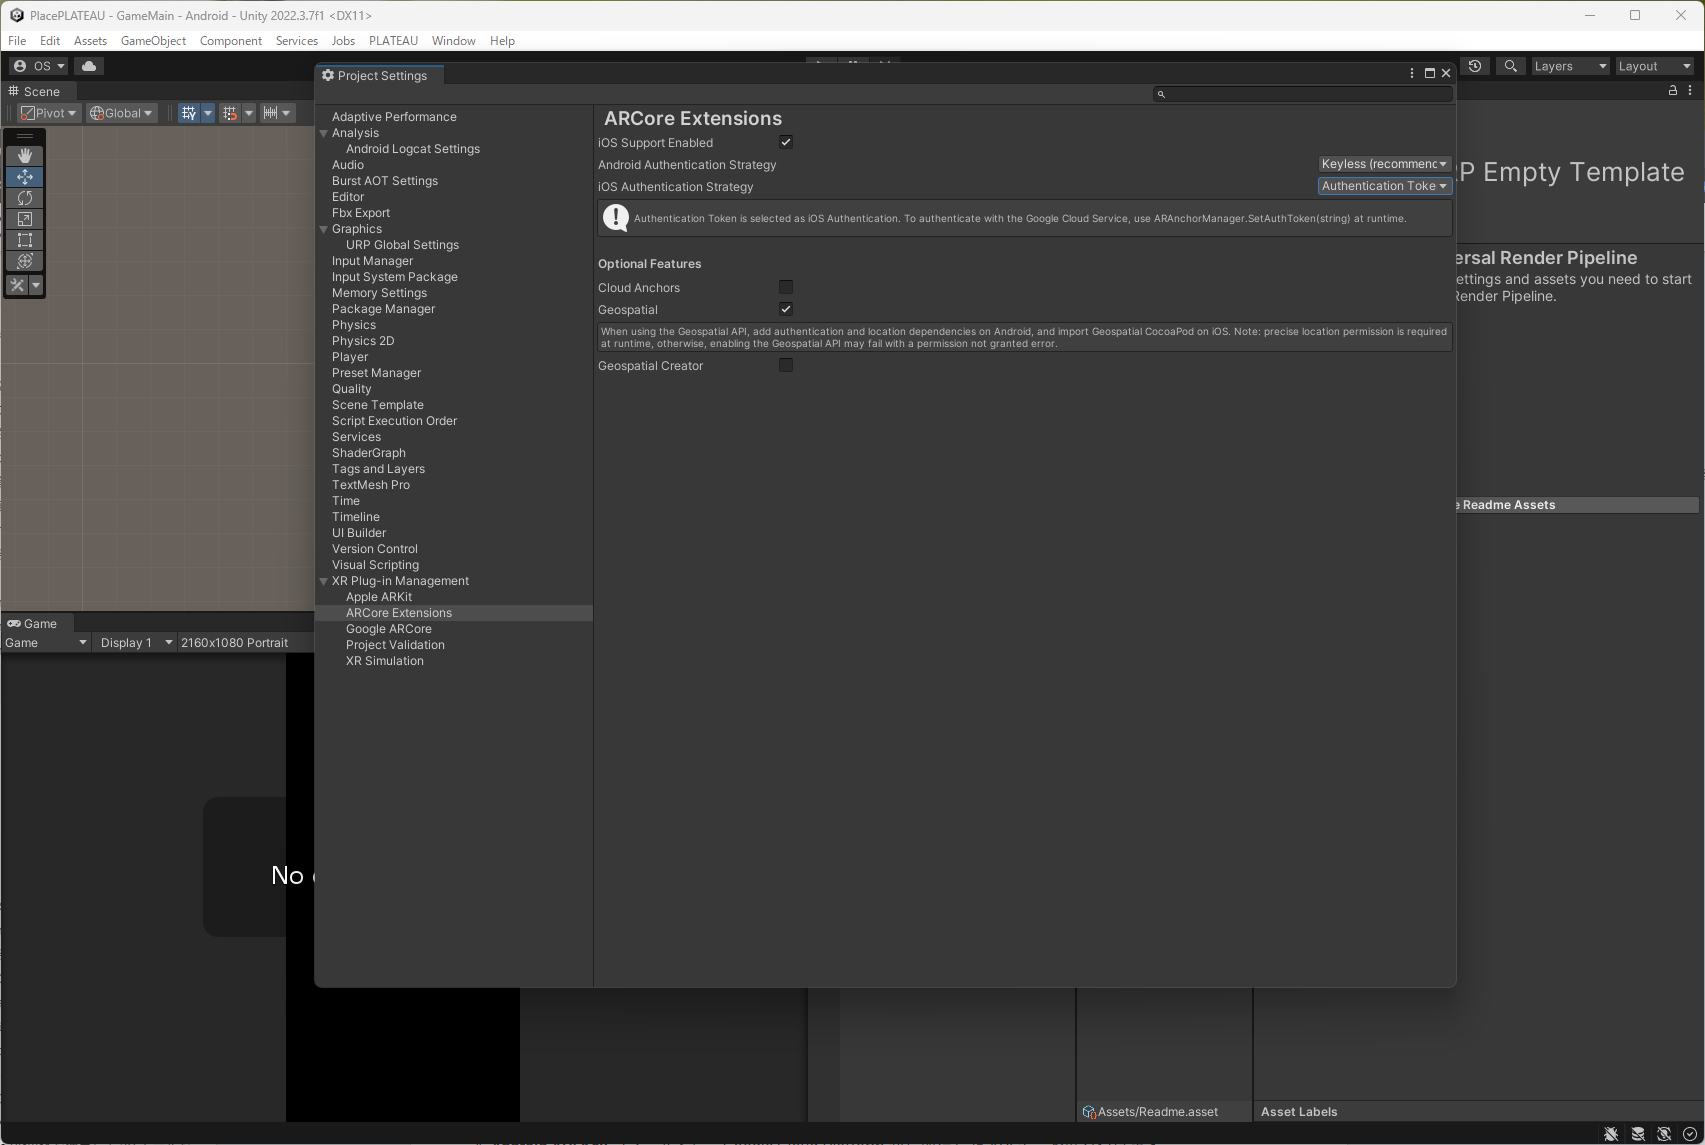 PlacePLATEAU - GameMain - Android - Unity 2022.3.7f1 <DX11>
File Edit Assets GameObject Component Services Jobs PLATEAU Window Help
OS
Layers
Layout
Scene
Pivot
Global
Project Settings
Adaptive Performance
Analysis
Android Logcat Settings
Audio
Burst AOT Settings
Editor
Fbx Export
Graphics
URP Global Settings
Input Manager
Input System Package
Memory Settings
Package Manager
Physics
Physics 2D
Player
Preset Manager
Quality
Scene Template
Script Execution Order
Services
ShaderGraph
Tags and Layers
TextMesh Pro
Time
Timeline
UI Builder
Version Control
Visual Scripting
XR Plug-in Management
Apple ARKit
ARCore Extensions
Google ARCore
Project Validation
XR Simulation
ARCore Extensions
iOS Support Enabled
Android Authentication Strategy
Keyless (recommenc
iOS Authentication Strategy
Authentication Toke
Authentication Token is selected as iOS Authentication. To authenticate with the Google Cloud Service, use ARAnchorManager.SetAuthToken(string) at runtime.
Optional Features
Cloud Anchors
Geospatial
When using the Geospatial API, add authentication and location dependencies on Android, and import Geospatial CocoaPod on iOS. Note: precise location permission is required
at runtime, otherwise, enabling the Geospatial API may fail with a permission not granted error.
Geospatial Creator
P Empty Template
ersal Render Pipeline
ettings and assets you need to start
Render Pipeline.
e Readme Assets
Game
Game
Display 1
2160x1080 Portrait
No
Assets/Readme.asset
Asset Labels